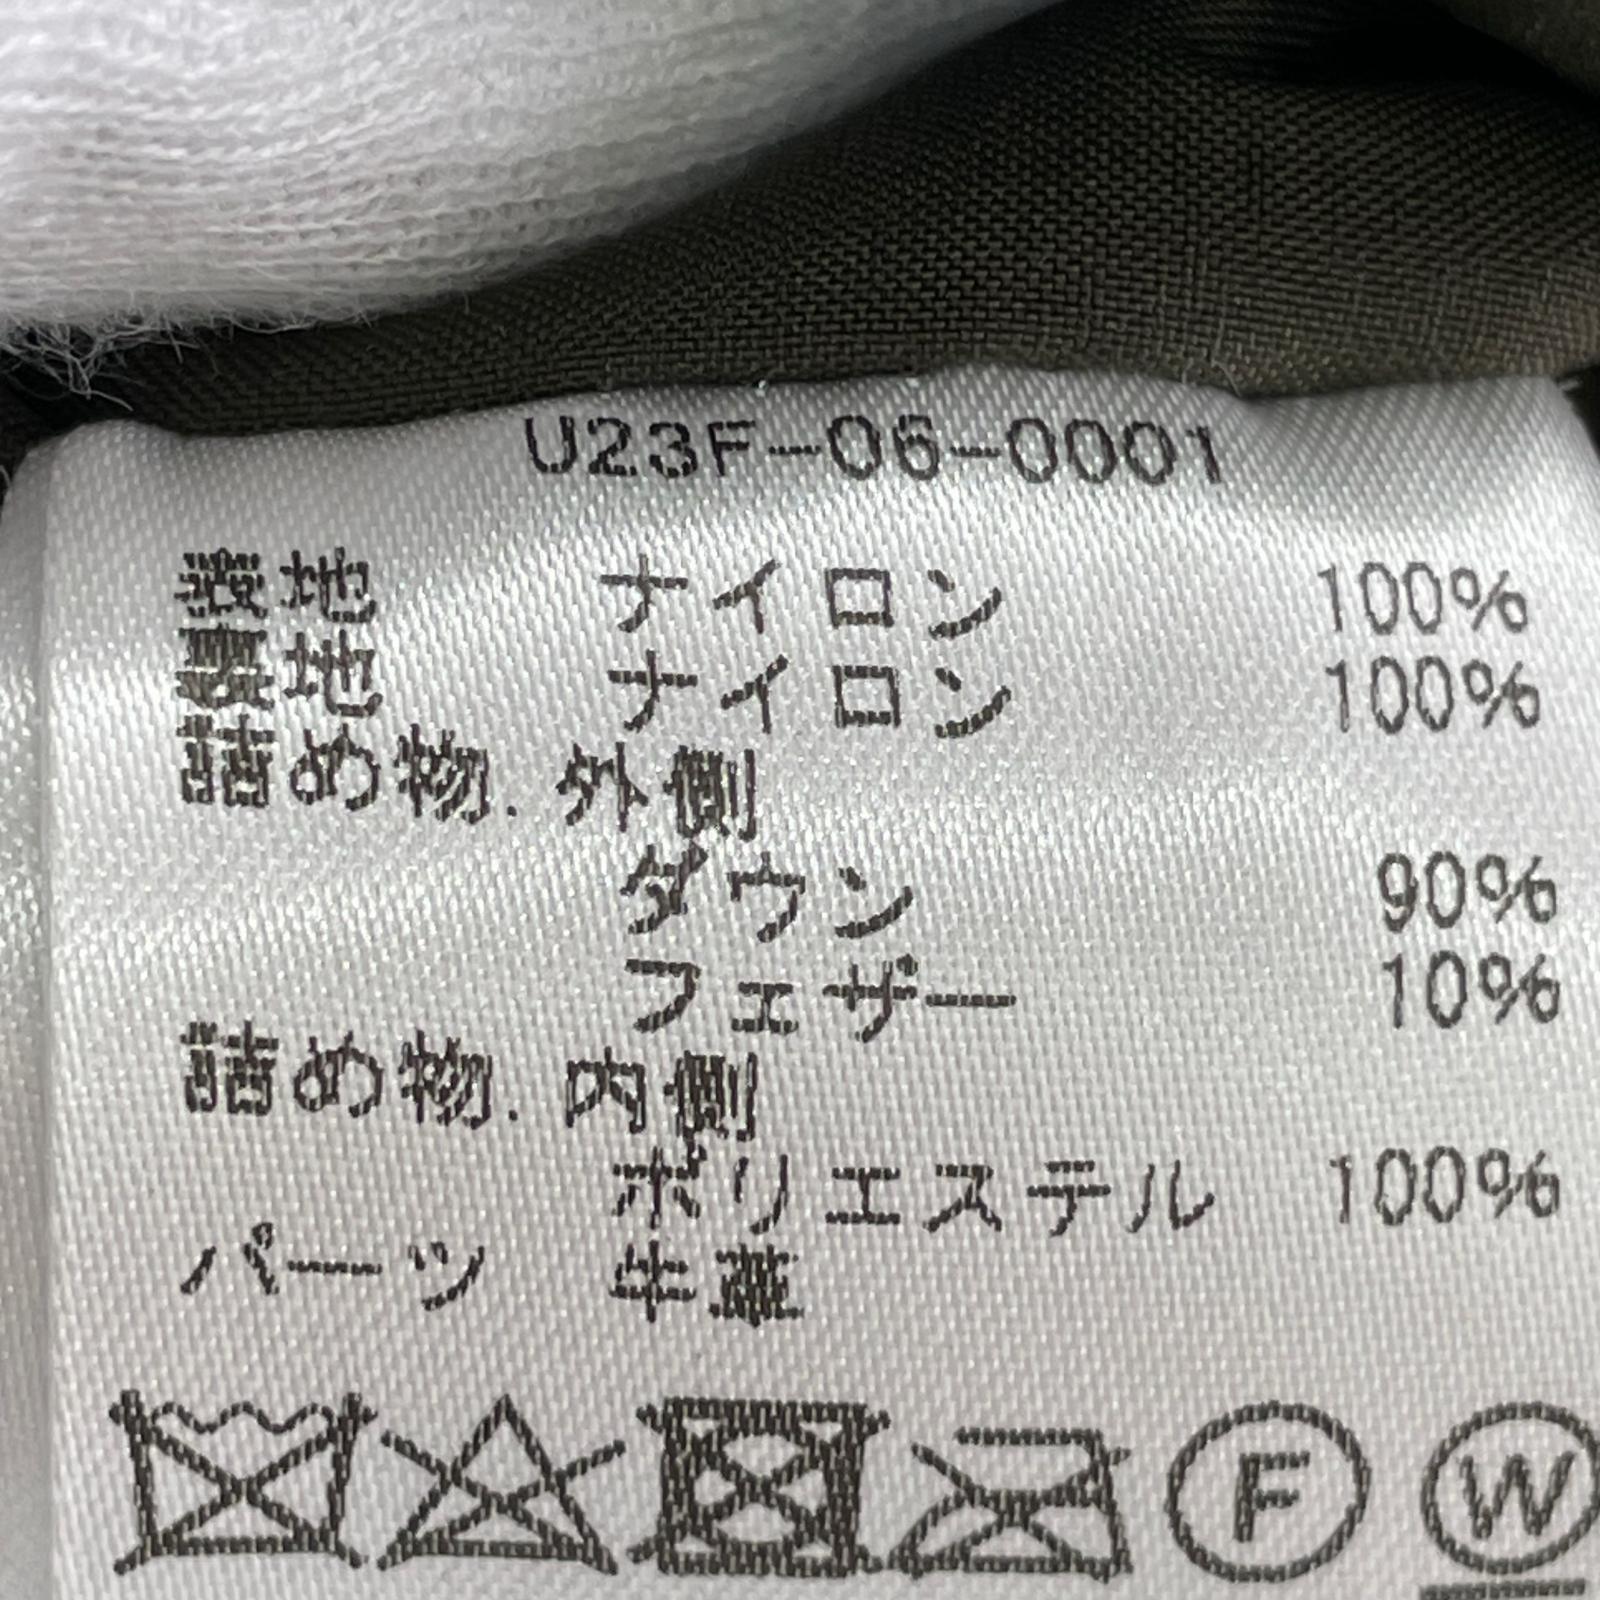 U23F-06-0001
表地 ナイロン 100%
裏地 ナイロン 100%
詰め物.外側
ダウン 90%
フェザー 10%
詰め物.内側
ポリエステル 100%
パーツ 牛革
F W